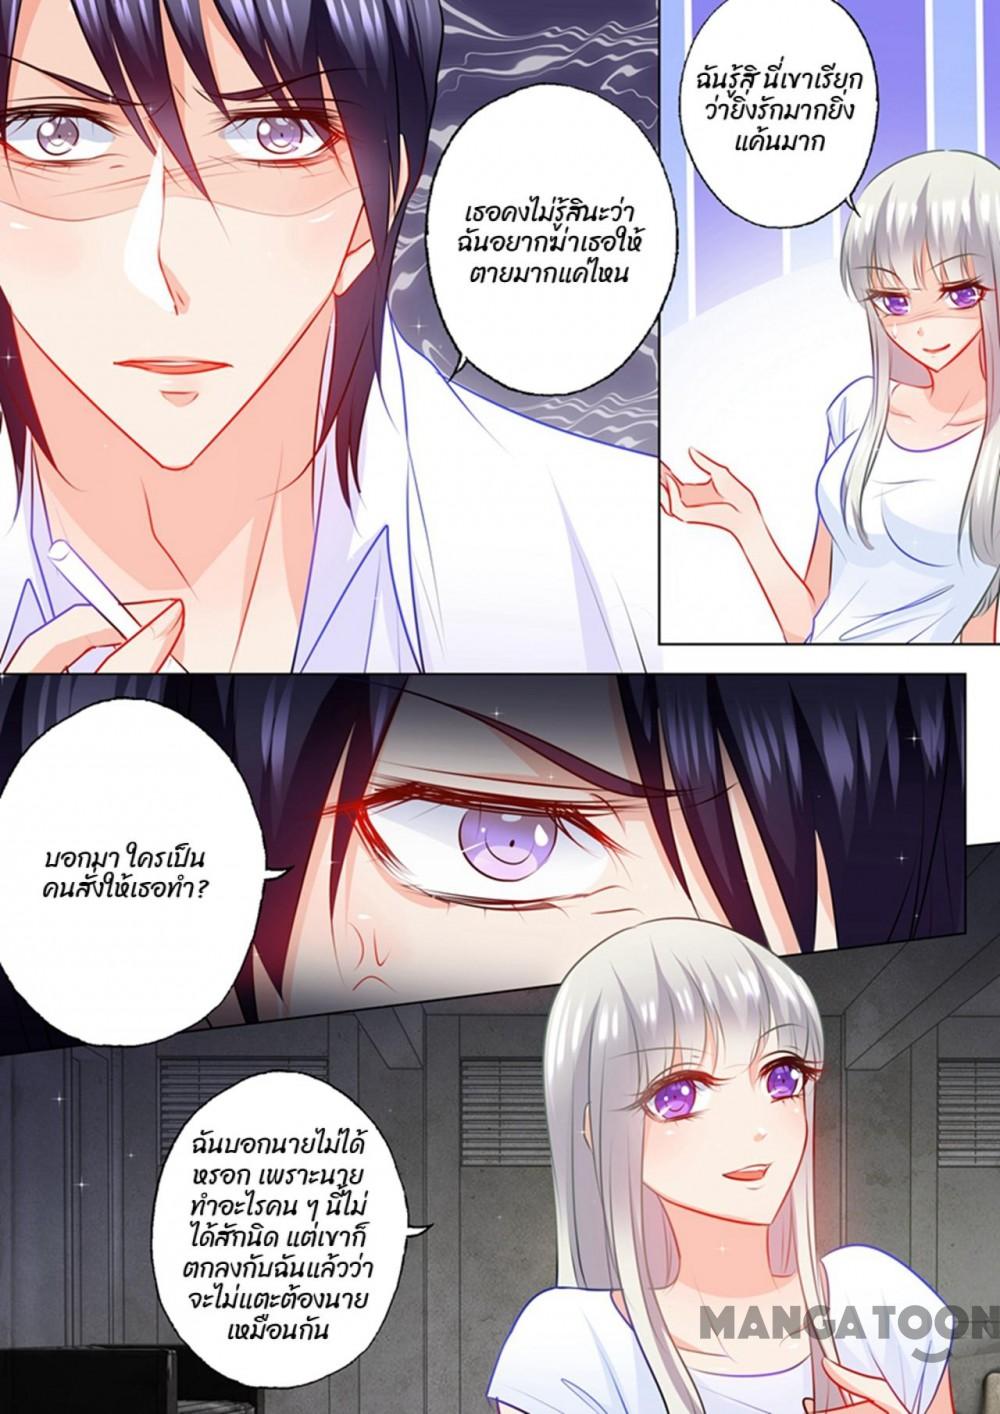 เธอคงไม่รู้สินะว่า
ฉันอยากฆ่าเธอให้
ตายมากแค่ไหน
ฉันรู้สิ นี่เขาเรียก
ว่ายิ่งรักมากยิ่ง
แค้นมาก
บอกมา ใครเป็น
คนสั่งให้เธอทำ?
ฉันบอกนายไม่ได้
หรอก เพราะนาย
ทำอะไรคน ๆ นี้ไม่
ได้สักนิด แต่เขาก็
ตกลงกับฉันแล้วว่า
จะไม่แตะต้องนาย
เหมือนกัน
MANGATOON